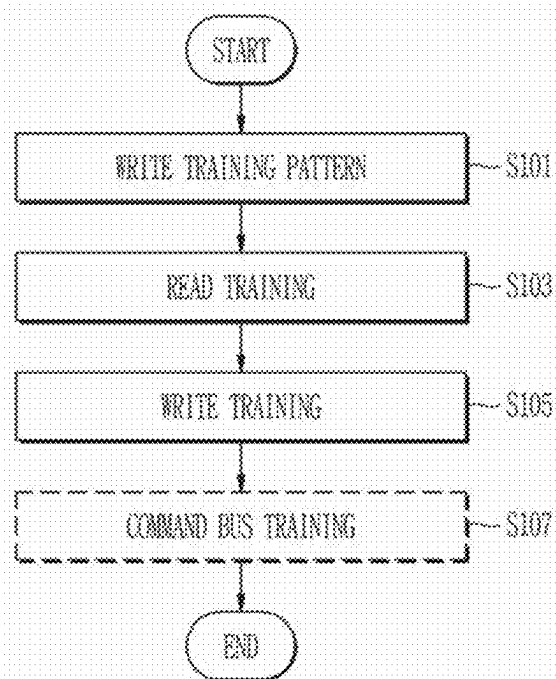 START
WRITE TRAINING PATTERN
S101
READ TRAINING
S103
WRITE TRAINING
S105
COMMAND BUS TRAINING
S107
END